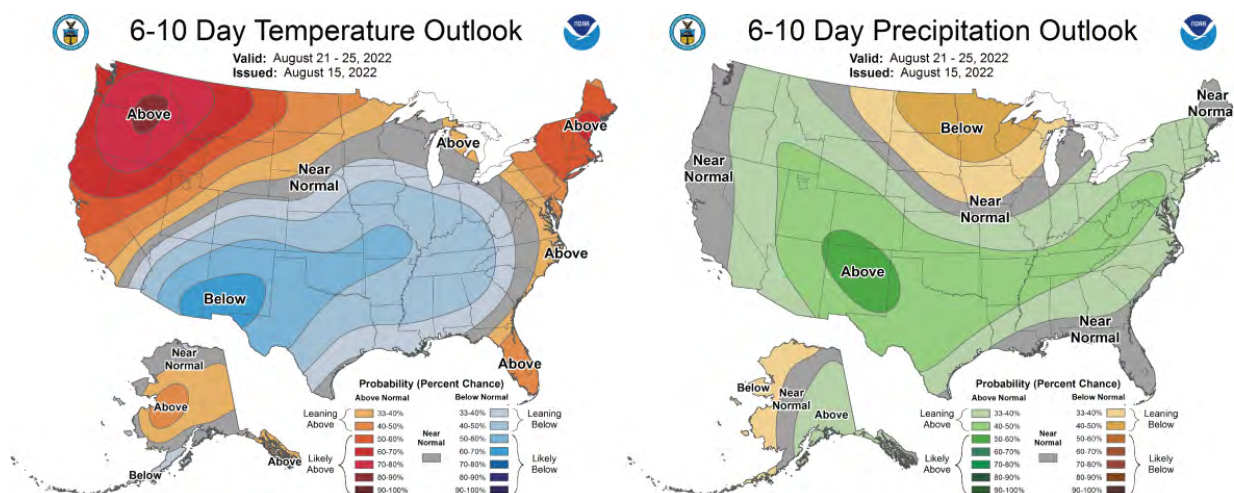 6-10 Day Temperature Outlook
NOAA
Valid: August 21 - 25, 2022
Issued: August 15, 2022
Above
Above
Above
Near
Normal
Above
Below
Above
Near
Normal
Above
Below
Above
Probability (Percent Chance)
Above Normal
Below Normal
Leaning
Above
33-40%
40-50%
Likely
Above
50-60%
60-70%
70-80%
80-90%
90-100%
Near
Normal
33-40%
40-50%
Leaning
Below
50-60%
60-70%
70-80%
80-90%
90-100%
Likely
Below
6-10 Day Precipitation Outlook
NOAA
Valid: August 21 - 25, 2022
Issued: August 15, 2022
Near
Normal
Below
Near
Normal
Near
Normal
Above
Near
Normal
Below
Near
Normal
Above
Probability (Percent Chance)
Above Normal
Below Normal
Leaning
Above
33-40%
40-50%
Likely
Above
50-60%
60-70%
70-80%
80-90%
90-100%
Near
Normal
33-40%
40-50%
Leaning
Below
50-60%
60-70%
70-80%
80-90%
90-100%
Likely
Below